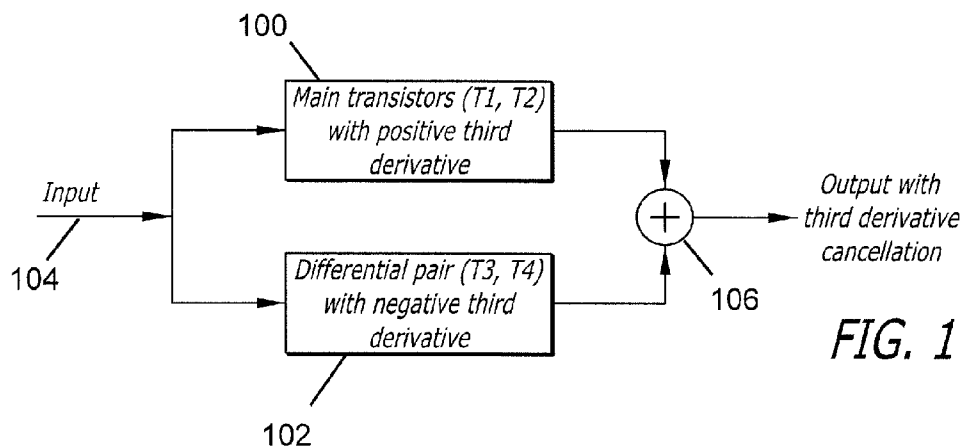 100
Main transistors (T1, T2)
with positive third
derivative
Input
104
+
Output with
third derivative
cancellation
106
Differential pair (T3, T4)
with negative third
derivative
102
FIG. 1